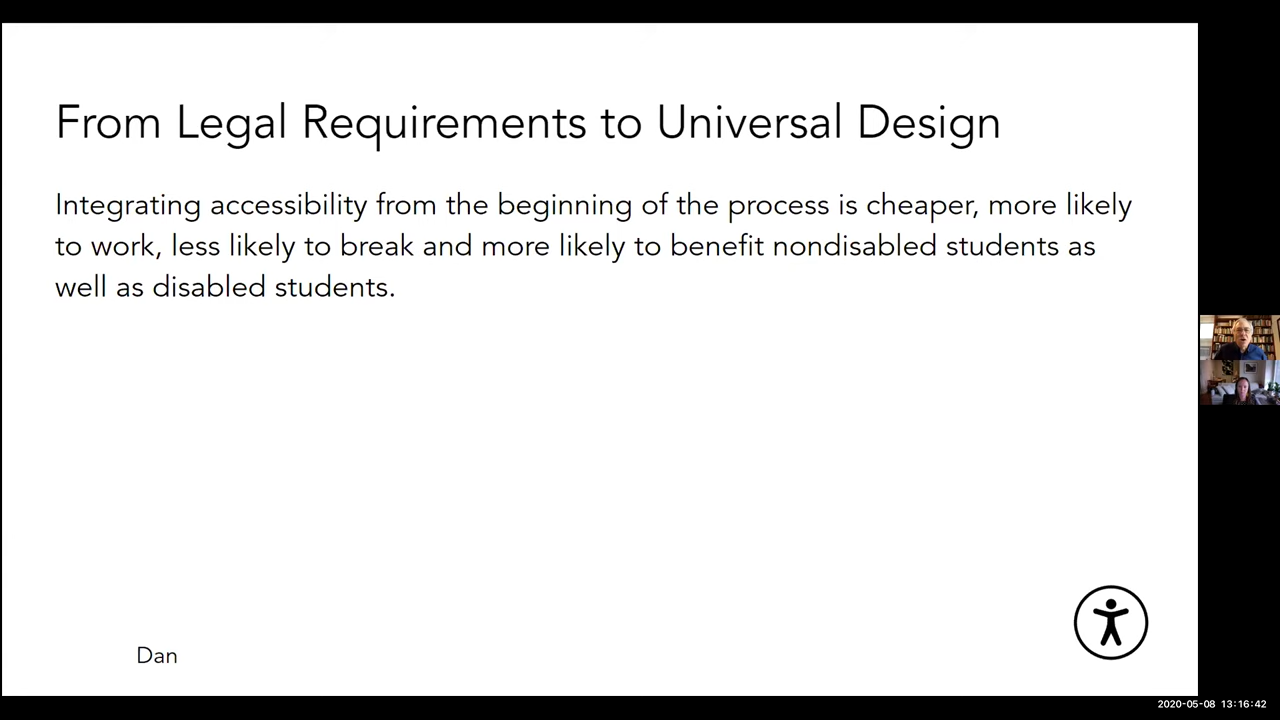 From Legal Requirements to Universal Design
Integrating accessibility from the beginning of the process is cheaper, more likely
to work, less likely to break and more likely to benefit nondisabled students as
well as disabled students.
Dan
2020-05-08 13:16:42